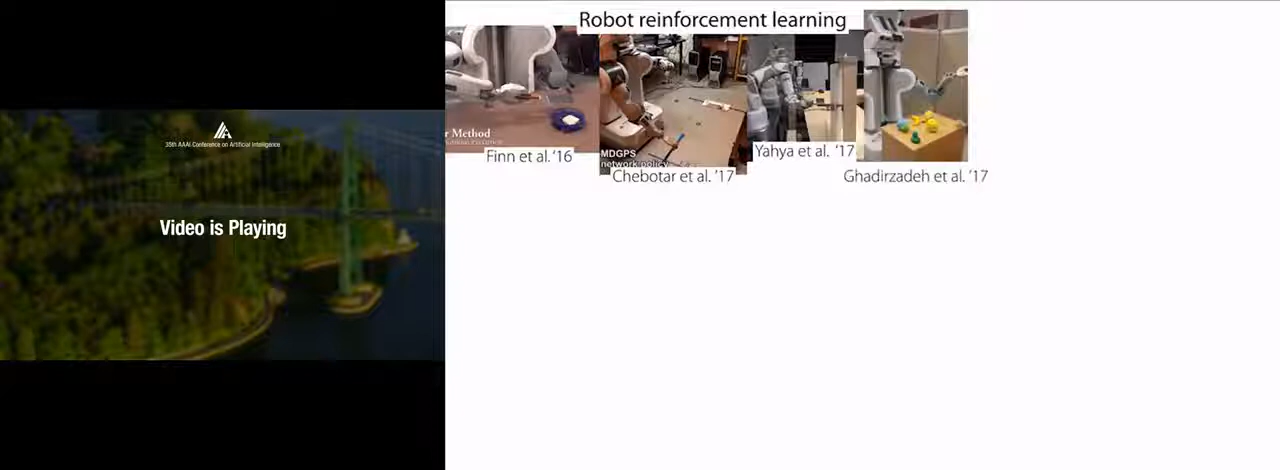 35th AAAI Conference on Artificial Intelligence
Video is Playing
Robot reinforcement learning
r Method
Finn et al. ‘16
MDGPS
network policy
Chebotar et al. ’17
Yahya et al. ‘17
Ghadirzadeh et al. ’17